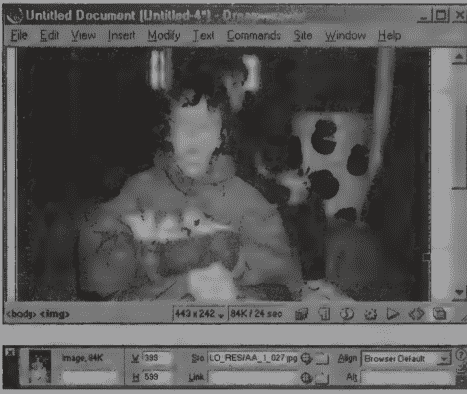 Untitled Document (Untitled-4*) - Dreamweaver
File Edit View Insert Modify Text Commands Site Window Help
<body> <img>
443 x 242 84K / 24 sec
Image, 84K W 399 Src LO_RES/AA_1_027.jpg Align Browser Default
H 599 Link Alt